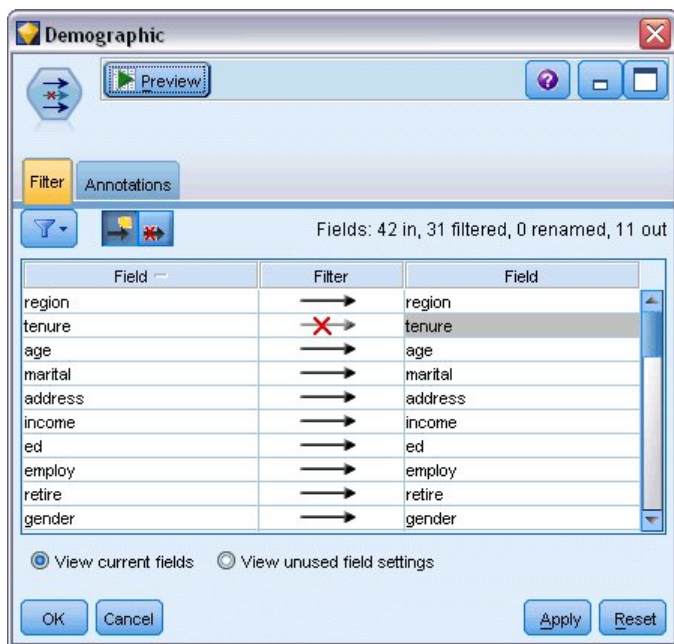 Demographic
Preview
Filter Annotations
Fields: 42 in, 31 filtered, 0 renamed, 11 out
Field Filter Field
region region
tenure tenure
age age
marital marital
address address
income income
ed ed
employ employ
retire retire
gender gender
View current fields View unused field settings
OK Cancel Apply Reset